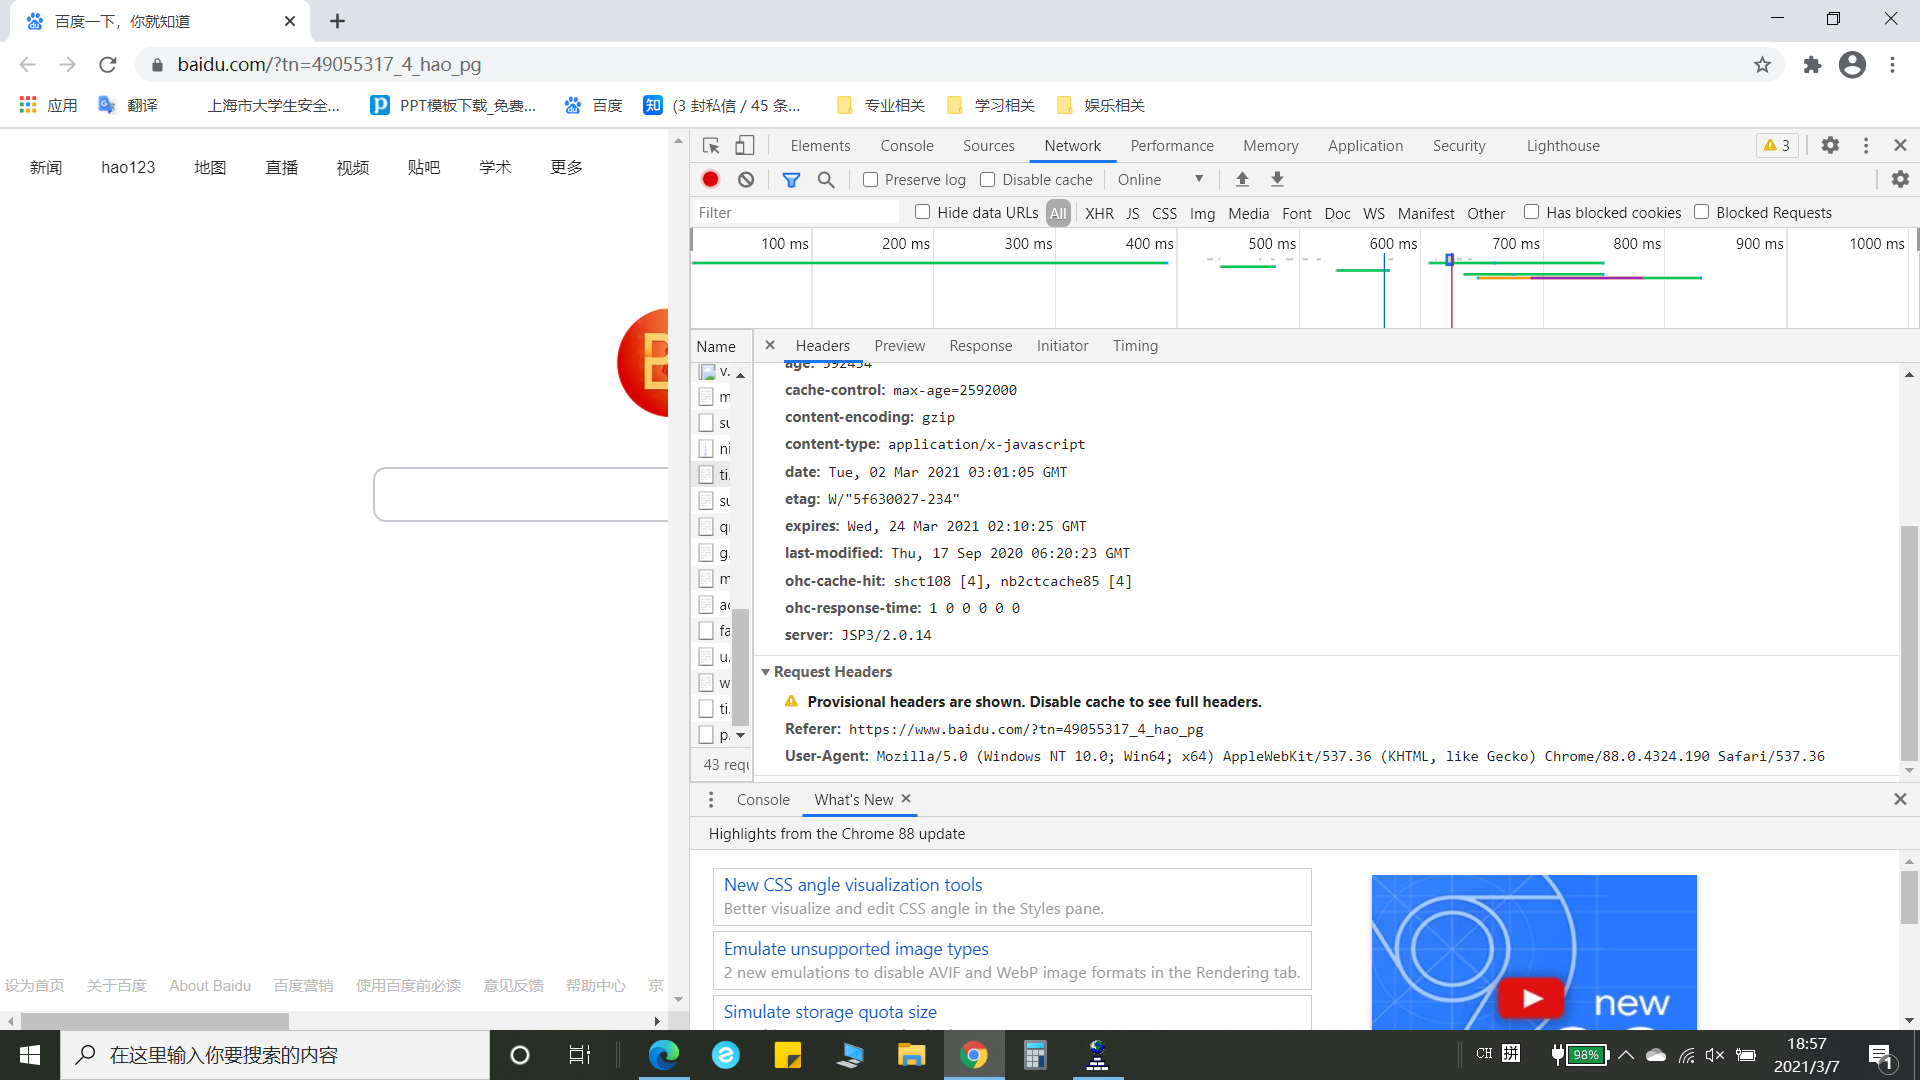 百度一下，你就知道
baidu.com/?tn=49055317_4_hao_pg
应用 翻译 上海市大学生安全... PPT模板下载_免费... 百度 (3 封私信 / 45 条... 专业相关 学习相关 娱乐相关
新闻 hao123 地图 直播 视频 贴吧 学术 更多
设为首页 关于百度 About Baidu 百度营销 使用百度前必读 意见反馈 帮助中心 京
Elements Console Sources Network Performance Memory Application Security Lighthouse 3
Preserve log Disable cache Online
Filter Hide data URLs All XHR JS CSS Img Media Font Doc WS Manifest Other Has blocked cookies Blocked Requests
100 ms 200 ms 300 ms 400 ms 500 ms 600 ms 700 ms 800 ms 900 ms 1000 ms
Name Headers Preview Response Initiator Timing
v.
m
su
ni
ti.
su
g.
m
fa
u.
w
ti.
p.
43 requ
age: 592454
cache-control: max-age=2592000
content-encoding: gzip
content-type: application/x-javascript
date: Tue, 02 Mar 2021 03:01:05 GMT
etag: W/"5f630027-234"
expires: Wed, 24 Mar 2021 02:10:25 GMT
last-modified: Thu, 17 Sep 2020 06:20:23 GMT
ohc-cache-hit: shct108 [4], nb2ctcache85 [4]
ohc-response-time: 1 0 0 0 0 0
server: JSP3/2.0.14
Request Headers
Provisional headers are shown. Disable cache to see full headers.
Referer: https://www.baidu.com/?tn=49055317_4_hao_pg
User-Agent: Mozilla/5.0 (Windows NT 10.0; Win64; x64) AppleWebKit/537.36 (KHTML, like Gecko) Chrome/88.0.4324.190 Safari/537.36
Console What's New
Highlights from the Chrome 88 update
New CSS angle visualization tools
Better visualize and edit CSS angle in the Styles pane.
Emulate unsupported image types
2 new emulations to disable AVIF and WebP image formats in the Rendering tab.
Simulate storage quota size
new
在这里输入你要搜索的内容
CH 拼 98% 18:57
2021/3/7
1